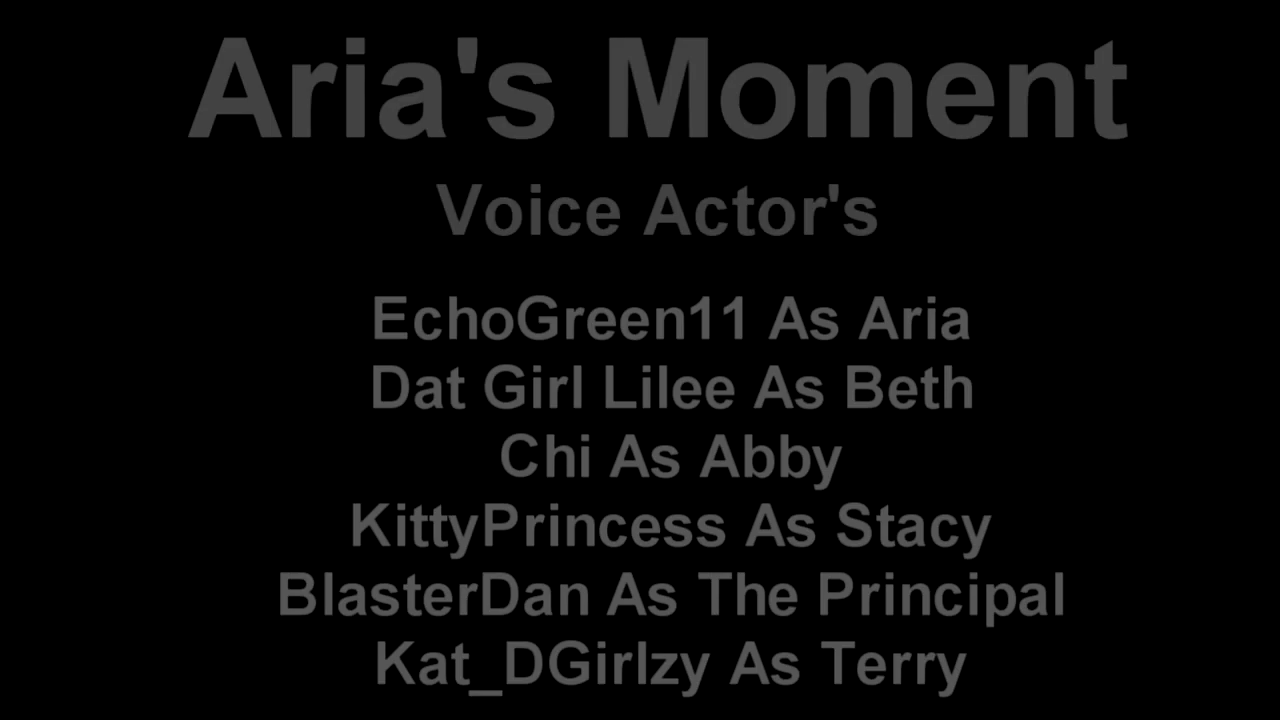 Aria's Moment
Voice Actor's
EchoGreen11 As Aria
Dat Girl Lilee As Beth
Chi As Abby
KittyPrincess As Stacy
BlasterDan As The Principal
Kat_DGirlzy As Terry